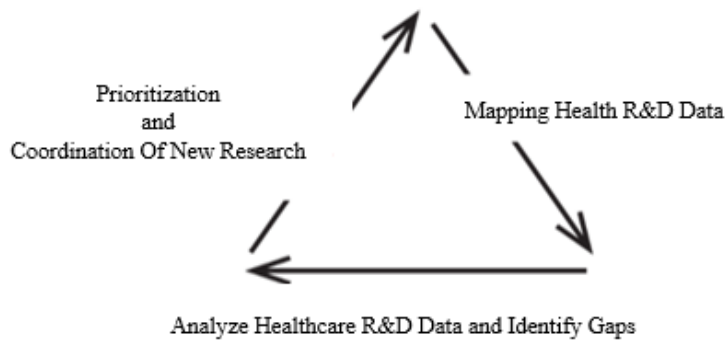 Prioritization
and
Coordination Of New Research
Mapping Health R&D Data
Analyze Healthcare R&D Data and Identify Gaps